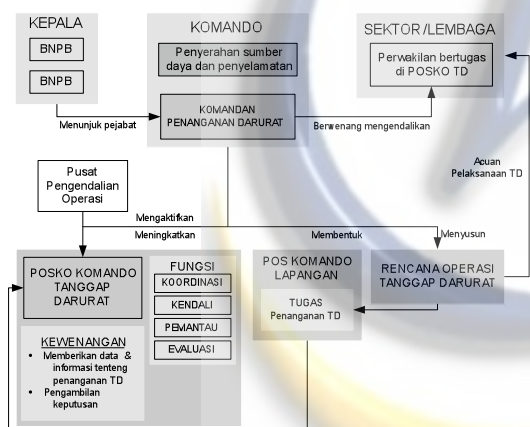 KEPALA
BNPB
BNPB
KOMANDO
Penyerahan sumber
daya dan penyelamatan
KOMANDAN
PENANGANAN DARURAT
SEKTOR /LEMBAGA
Perwakilan bertugas
di POSKO TD
Menunjuk pejabat
Berwenang mengendalikan
Acuan
Pelaksanaan TD
Pusat
Pengendalian
Operasi
Mengaktifkan
Meningkatkan
Membentuk
Menyusun
POSKO KOMANDO
TANGGAP
DARURAT
FUNGSI
KOORDINASI
KENDALI
PEMANTAU
EVALUASI
KEWENANGAN
• Memberikan data &
informasi tenteng
penanganan TD
• Pengambilan
keputusan
POS KOMANDO
LAPANGAN
TUGAS
Penanganan TD
RENCANA OPERASI
TANGGAP DARURAT